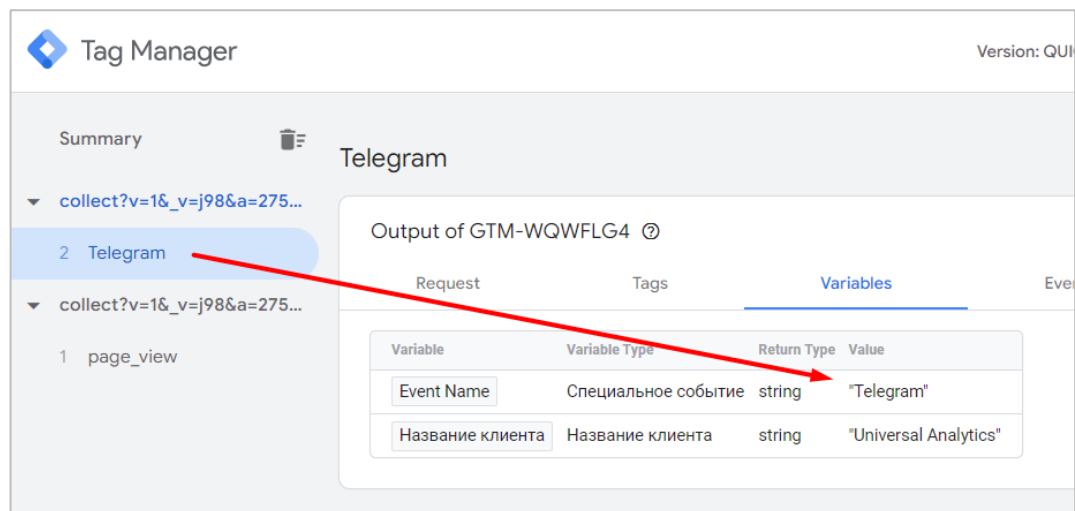 Tag Manager
Version: QUI
Summary
collect?v=1&_v=j98&a=275...
2 Telegram
collect?v=1&_v=j98&a=275...
1 page_view
Telegram
Output of GTM-WQWFLG4
Request Tags Variables Even
Variable Variable Type Return Type Value
Event Name Специальное событие string "Telegram"
Название клиента Название клиента string "Universal Analytics"